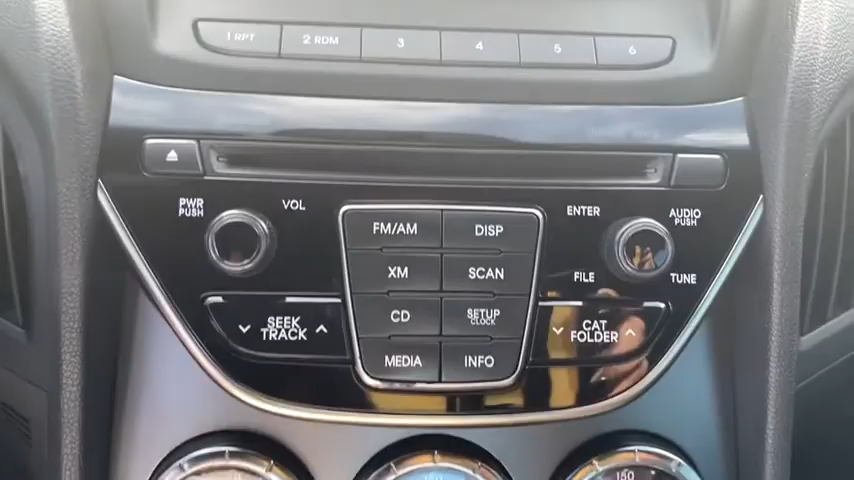 1 RPT 2 RDM 3 4 5 6
PWR
PUSH
VOL
FM/AM
DISP
ENTER
AUDIO
PUSH
XM
SCAN
FILE
TUNE
SEEK
TRACK
CD
SETUP
CLOCK
CAT
FOLDER
MEDIA
INFO
150